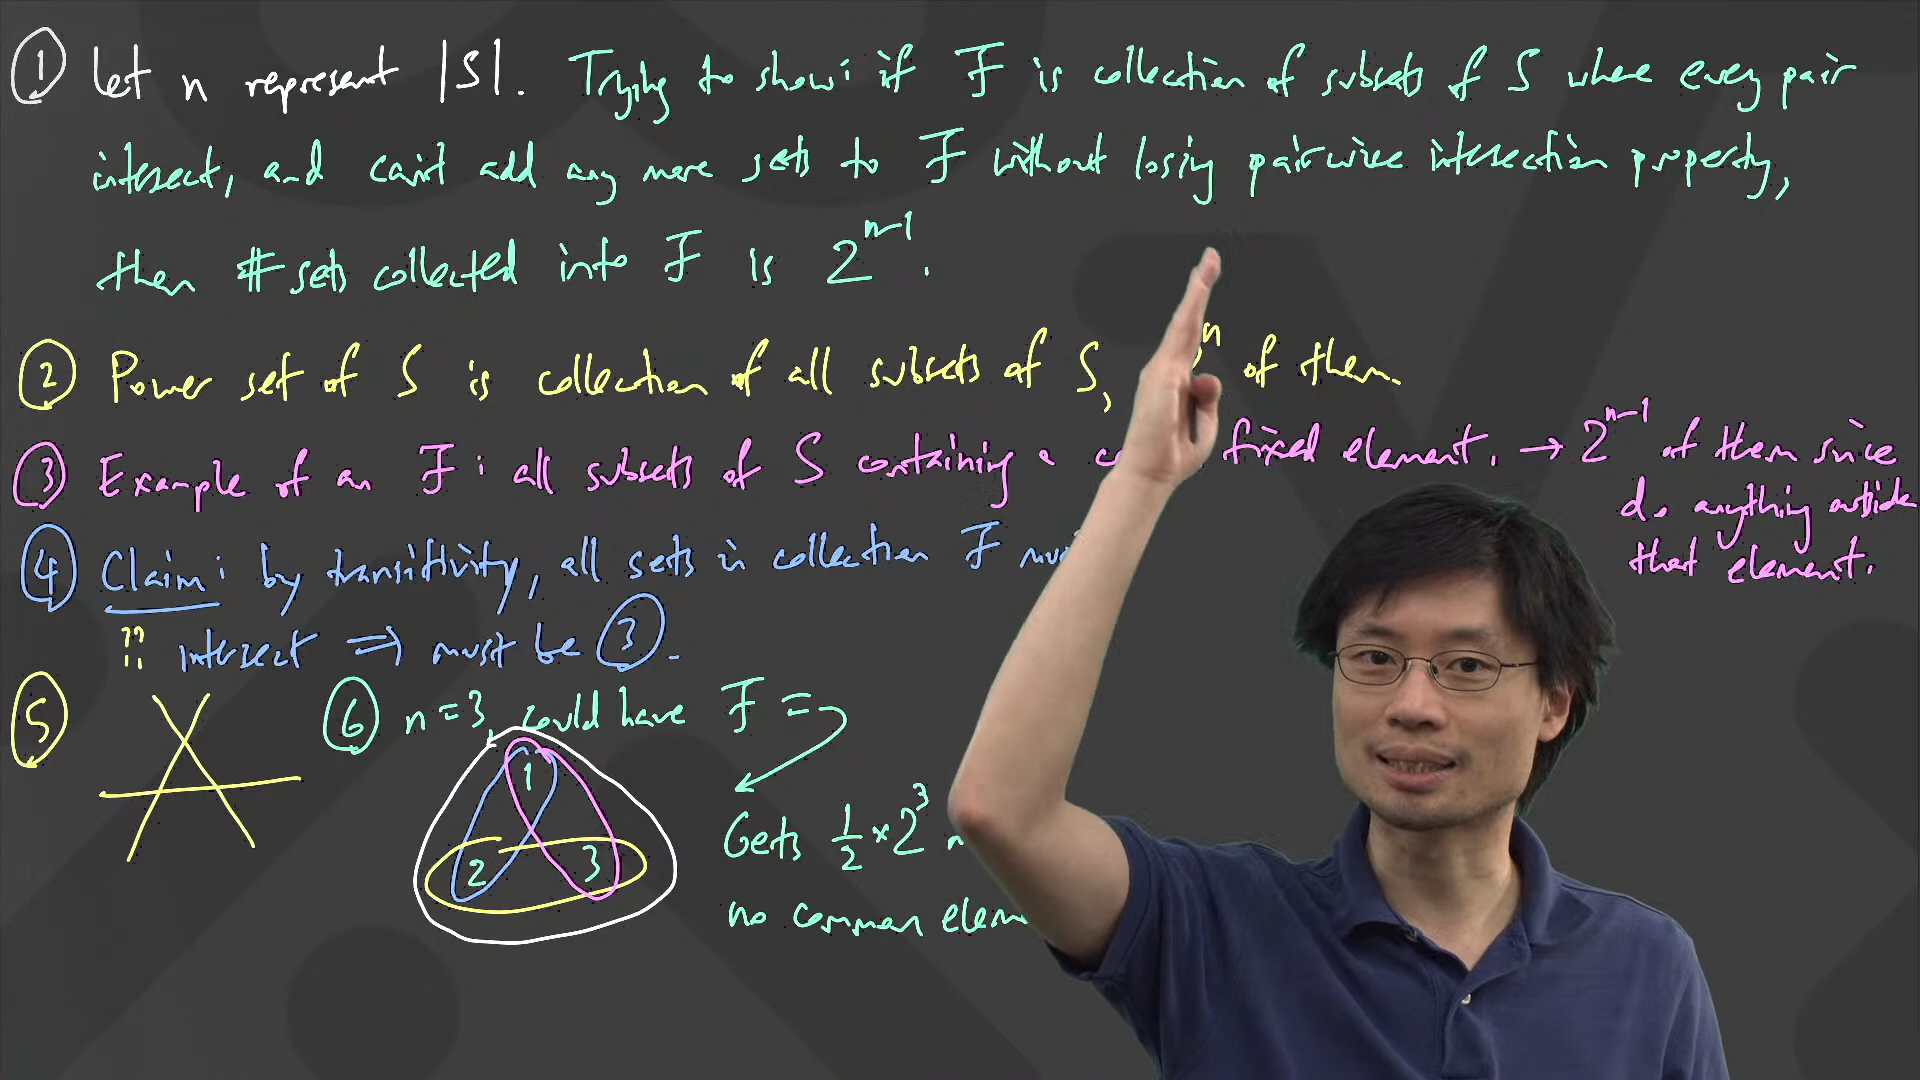 ① Let n represent |S|. Trying to show: if F is collection of subsets of S where every pair
intersect, and can't add any more sets to F without losing pairwise intersection property,
then # sets collected into F is 2^{n-1}.
② Power set of S is collection of all subsets of S, n of them.
③ Example of an F: all subsets of S containing a fixed element. → 2^{n-1} of them since
do anything outside
that element.
④ Claim: by transitivity, all sets in collection F
?? intersect ⇒ must be ③.
⑤
⑥ n=3, could have F =
1
2 3
Gets 1/2 × 2^3
no common